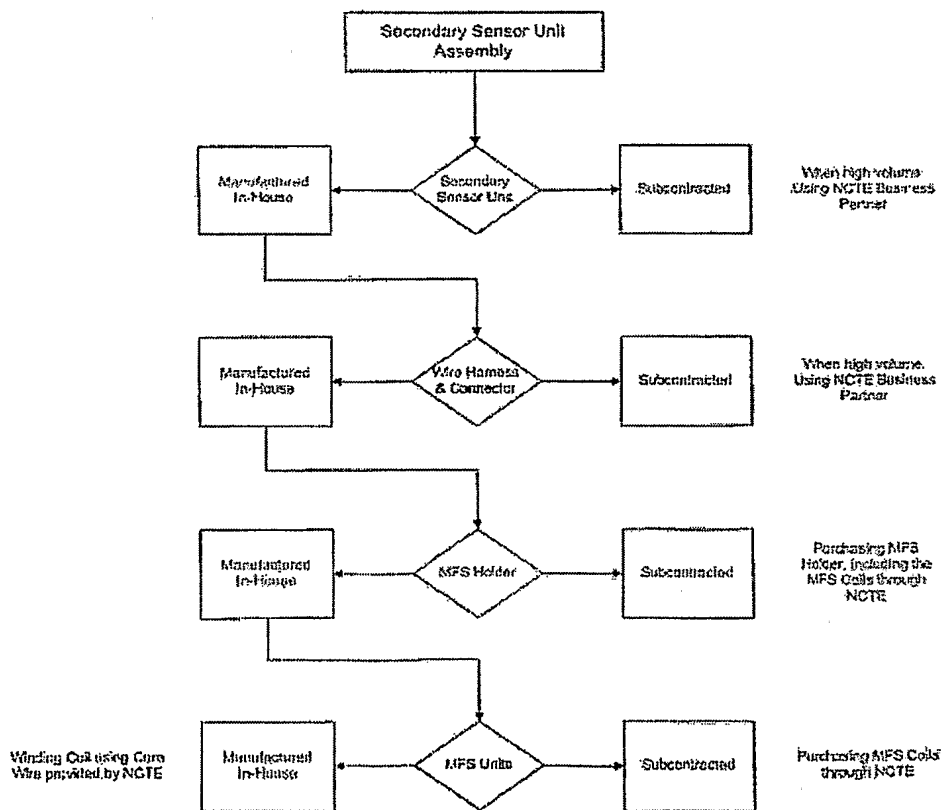 Secondary Sensor Unit
Assembly
Manufactured
In-House
Secondary
Sensor Unit
Subcontracted
When high volume
Using NCTE Business
Partner
Manufactured
In-House
Wire Harness
& Connector
Subcontracted
When high volume.
Using NCTE Business
Partner
Manufactured
In-House
MFS Holder
Subcontracted
Purchasing MFS
Holder, including the
MFS Coils through
NCTE
Winding Coil using Core
Wire provided by NCTE
Manufactured
In-House
MFS Units
Subcontracted
Purchasing MFS Coils
through NCTE